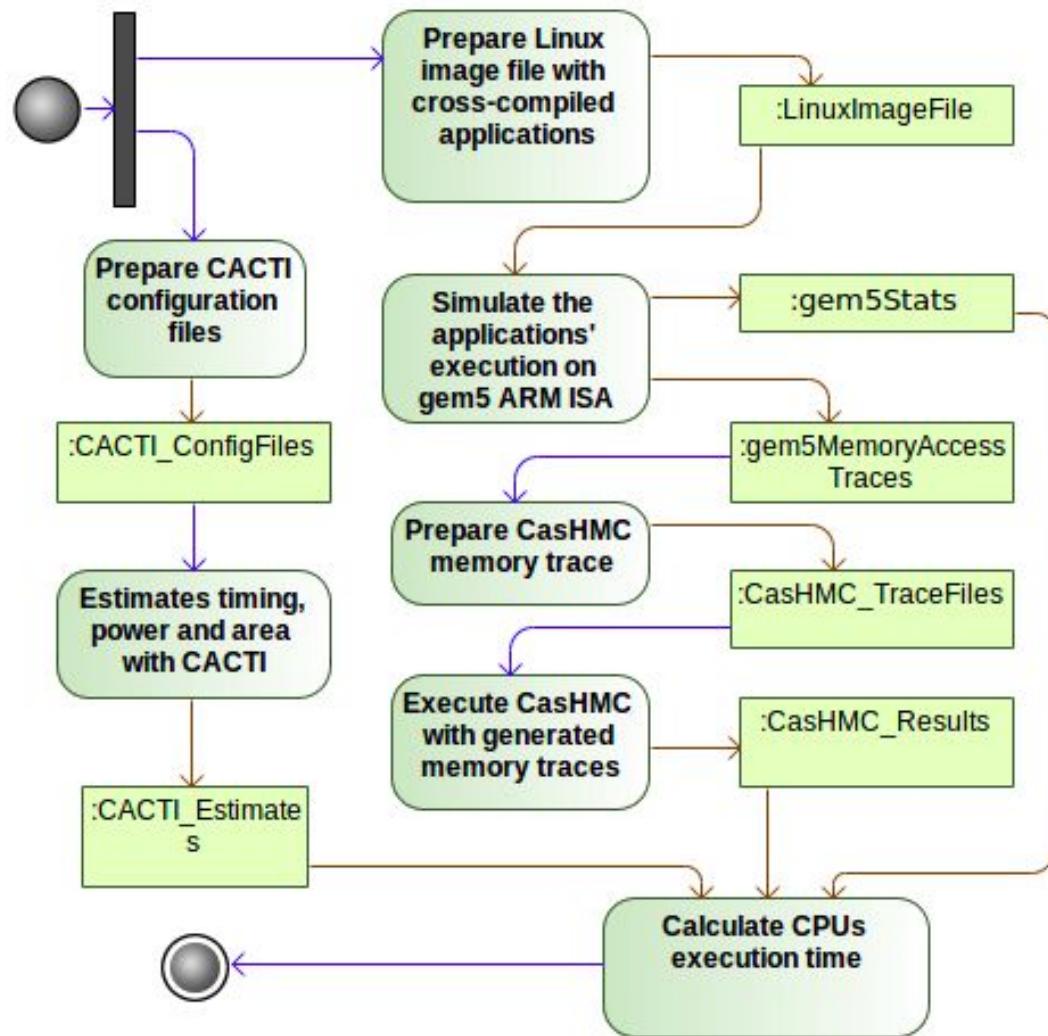 Prepare Linux
image file with
cross-compiled
applications
:LinuxImageFile
Prepare CACTI
configuration
files
Simulate the
applications'
execution on
gem5 ARM ISA
:gem5Stats
:CACTI_ConfigFiles
:gem5MemoryAccess
Traces
Prepare CasHMC
memory trace
Estimates timing,
power and area
with CACTI
:CasHMC_TraceFiles
Execute CasHMC
with generated
memory traces
:CasHMC_Results
:CACTI_Estimate
s
Calculate CPUs
execution time